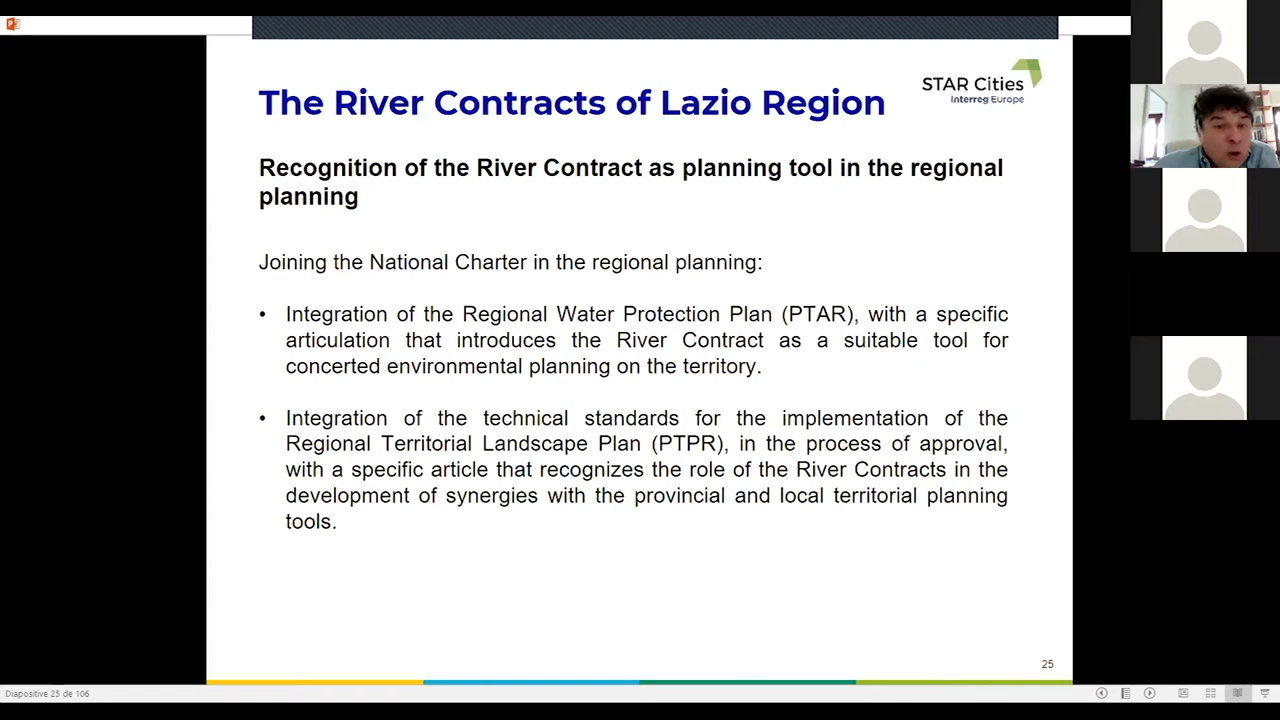 The River Contracts of Lazio Region
STAR Cities
Interreg Europe
Recognition of the River Contract as planning tool in the regional
planning
Joining the National Charter in the regional planning:
• Integration of the Regional Water Protection Plan (PTAR), with a specific
articulation that introduces the River Contract as a suitable tool for
concerted environmental planning on the territory.
• Integration of the technical standards for the implementation of the
Regional Territorial Landscape Plan (PTPR), in the process of approval,
with a specific article that recognizes the role of the River Contracts in the
development of synergies with the provincial and local territorial planning
tools.
25
Diapositive 25 de 106